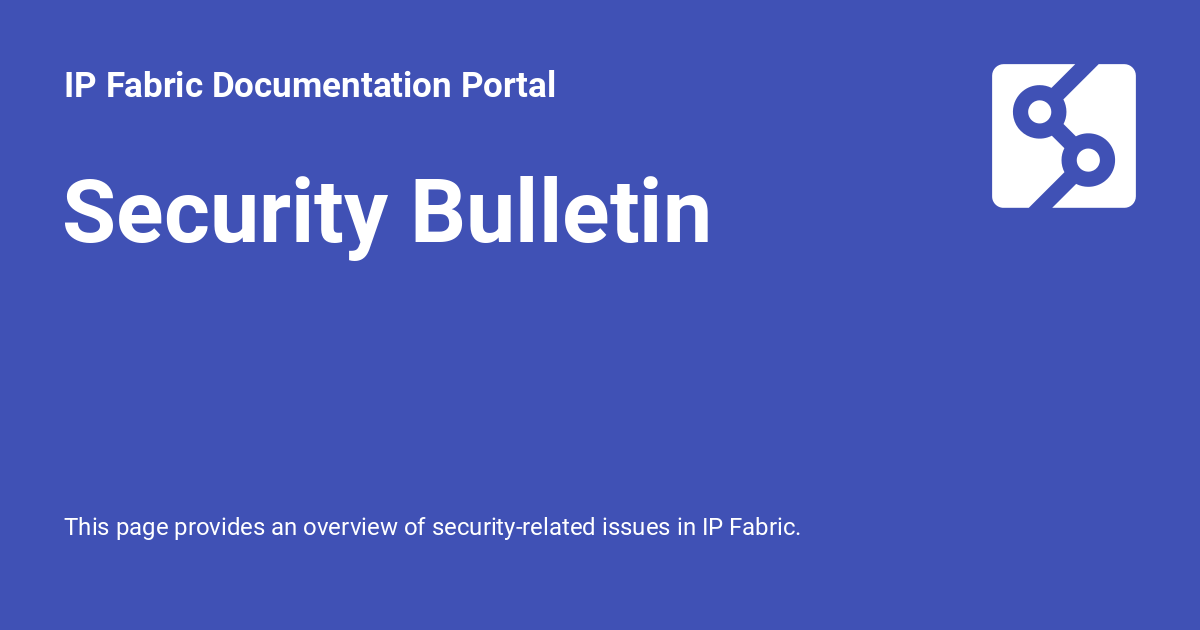 IP Fabric Documentation Portal
Security Bulletin
This page provides an overview of security-related issues in IP Fabric.